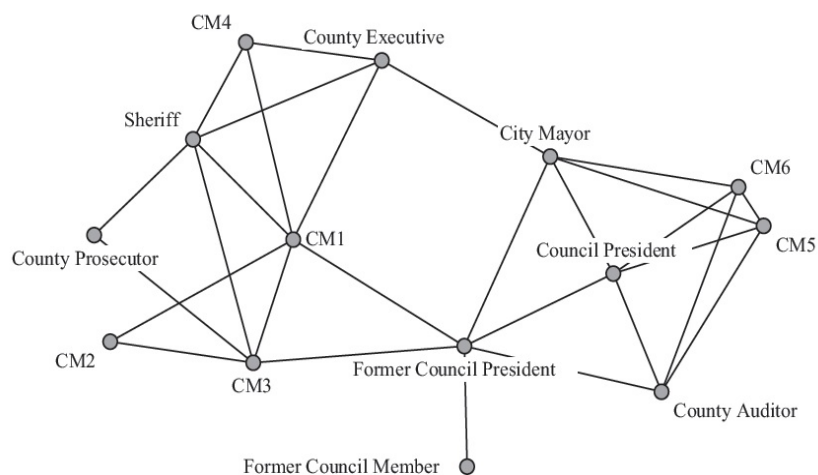 CM4
County Executive
Sheriff
City Mayor
CM6
CM1
Council President
CM5
County Prosecutor
CM2
CM3
Former Council President
County Auditor
Former Council Member